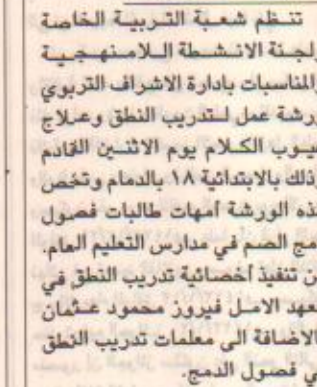 تنظم شعبة التربية الخاصة
ولجنة الانشطة اللامنهجية
والمناسبات بادارة الاشراف التربوي
ورشة عمل لتدريب النطق وعلاج
عيوب الكلام يوم الاثنين القادم
وذلك بالابتدائية ١٨ بالدمام وتخص
هذه الورشة أمهات طالبات فصول
دمج الصم في مدارس التعليم العام.
من تنفيذ أخصائية تدريب النطق في
معهد الامل فيروز محمود عثمان
بالاضافة الى معلمات تدريب النطق
في فصول الدمج.